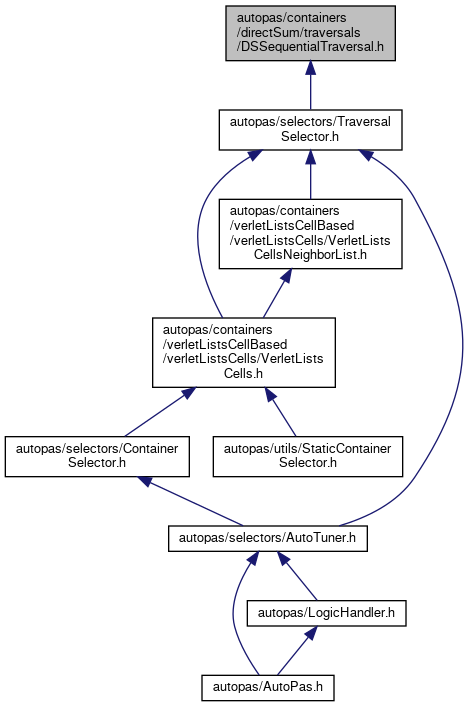 autopas/containers
/directSum/traversals
/DSSequentialTraversal.h
autopas/selectors/Traversal
Selector.h
autopas/containers
/verletListsCellBased
/verletListsCells/VerletLists
CellsNeighborList.h
autopas/containers
/verletListsCellBased
/verletListsCells/VerletLists
Cells.h
autopas/selectors/Container
Selector.h
autopas/utils/StaticContainer
Selector.h
autopas/selectors/AutoTuner.h
autopas/LogicHandler.h
autopas/AutoPas.h